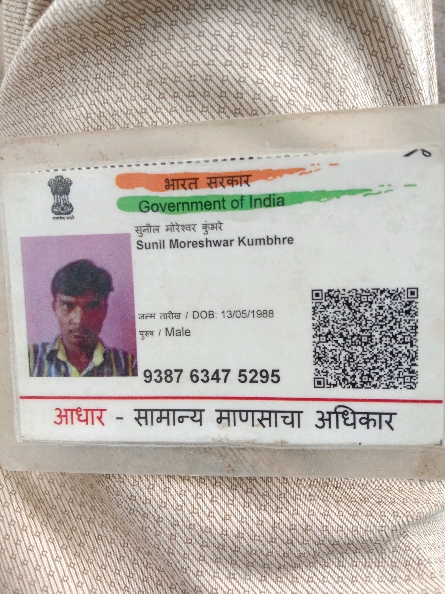 भारत सरकार
Government of India
सुनील मोरेश्वर कुंभरे
Sunil Moreshwar Kumbhre
जन्म तारीख / DOB: 13/05/1988
पुरुष / Male
9387 6347 5295
आधार - सामान्य माणसाचा अधिकार